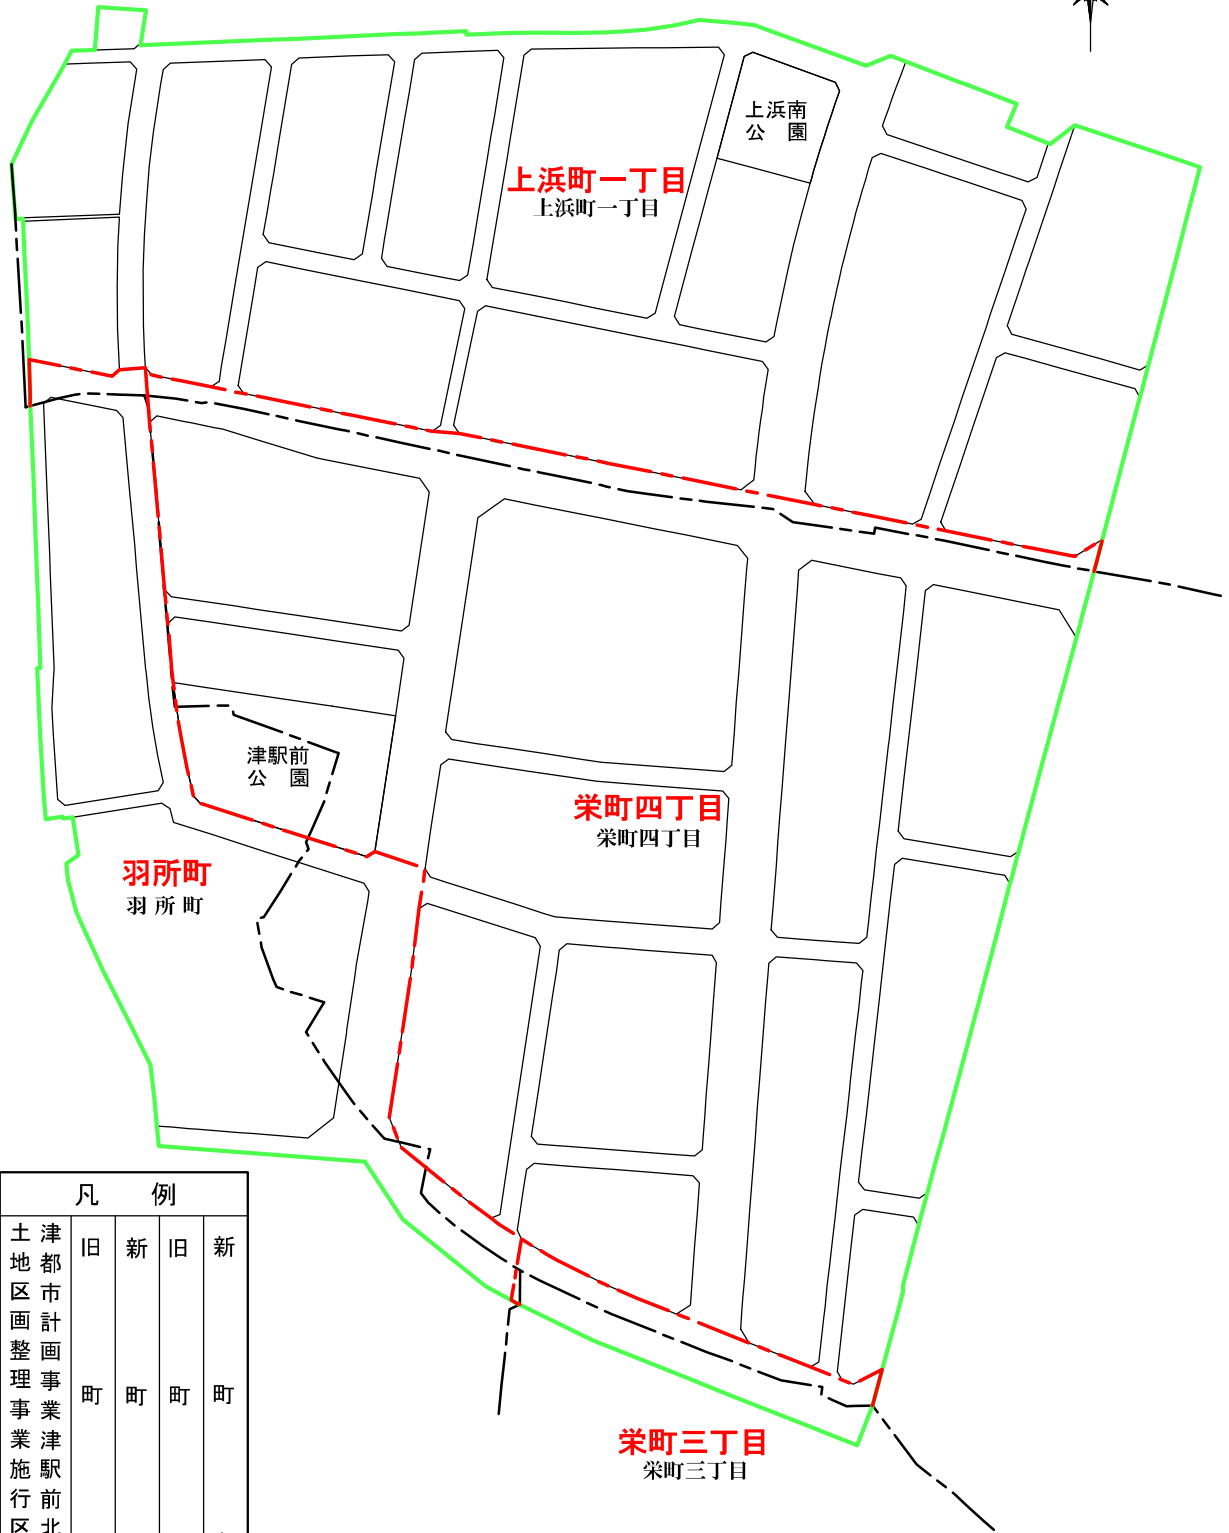 上浜南
公　園
上浜町一丁目
上浜町一丁目
津駅前
公　園
栄町四丁目
栄町四丁目
羽所町
羽 所 町
凡　　例
津都市計画事業津駅前北
土地区画整理事業施行区
旧　町
新　町
旧　町
新　町
栄町三丁目
栄町三丁目